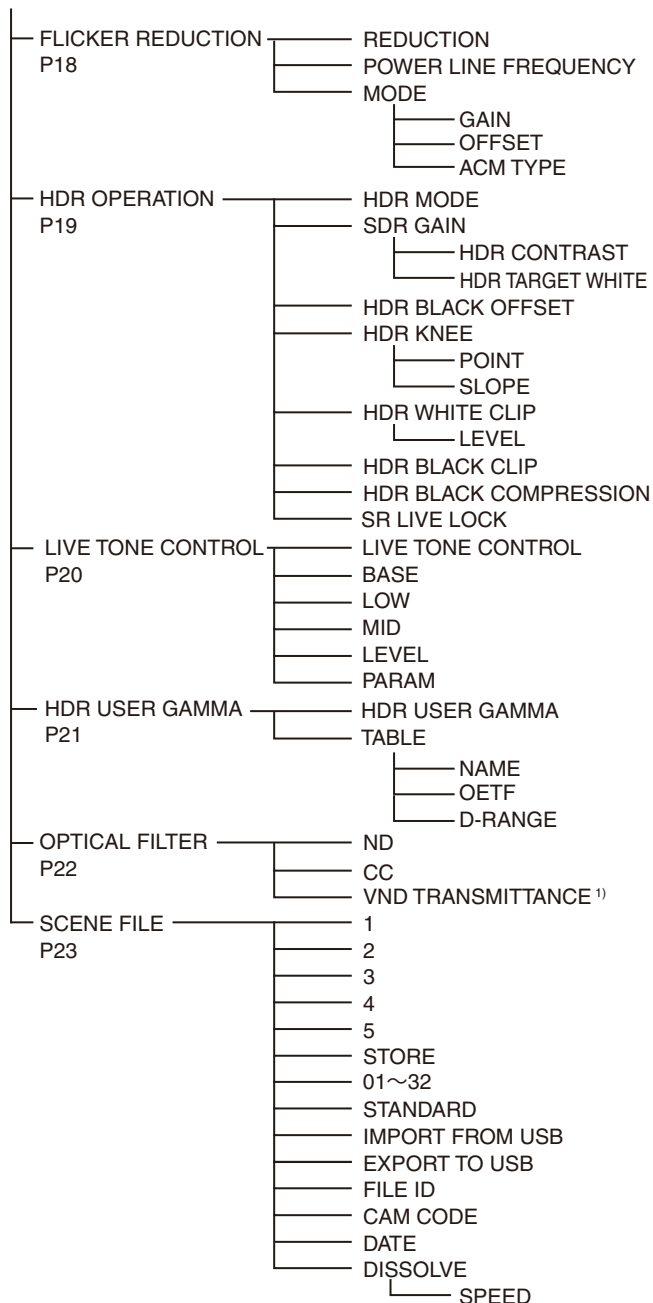 FLICKER REDUCTION
P18
REDUCTION
POWER LINE FREQUENCY
MODE
GAIN
OFFSET
ACM TYPE
HDR OPERATION
P19
HDR MODE
SDR GAIN
HDR CONTRAST
HDR TARGET WHITE
HDR BLACK OFFSET
HDR KNEE
POINT
SLOPE
HDR WHITE CLIP
LEVEL
HDR BLACK CLIP
HDR BLACK COMPRESSION
SR LIVE LOCK
LIVE TONE CONTROL
P20
LIVE TONE CONTROL
BASE
LOW
MID
LEVEL
PARAM
HDR USER GAMMA
P21
HDR USER GAMMA
TABLE
NAME
OETF
D-RANGE
OPTICAL FILTER
P22
ND
CC
VND TRANSMITTANCE 1)
SCENE FILE
P23
1
2
3
4
5
STORE
01〜32
STANDARD
IMPORT FROM USB
EXPORT TO USB
FILE ID
CAM CODE
DATE
DISSOLVE
SPEED